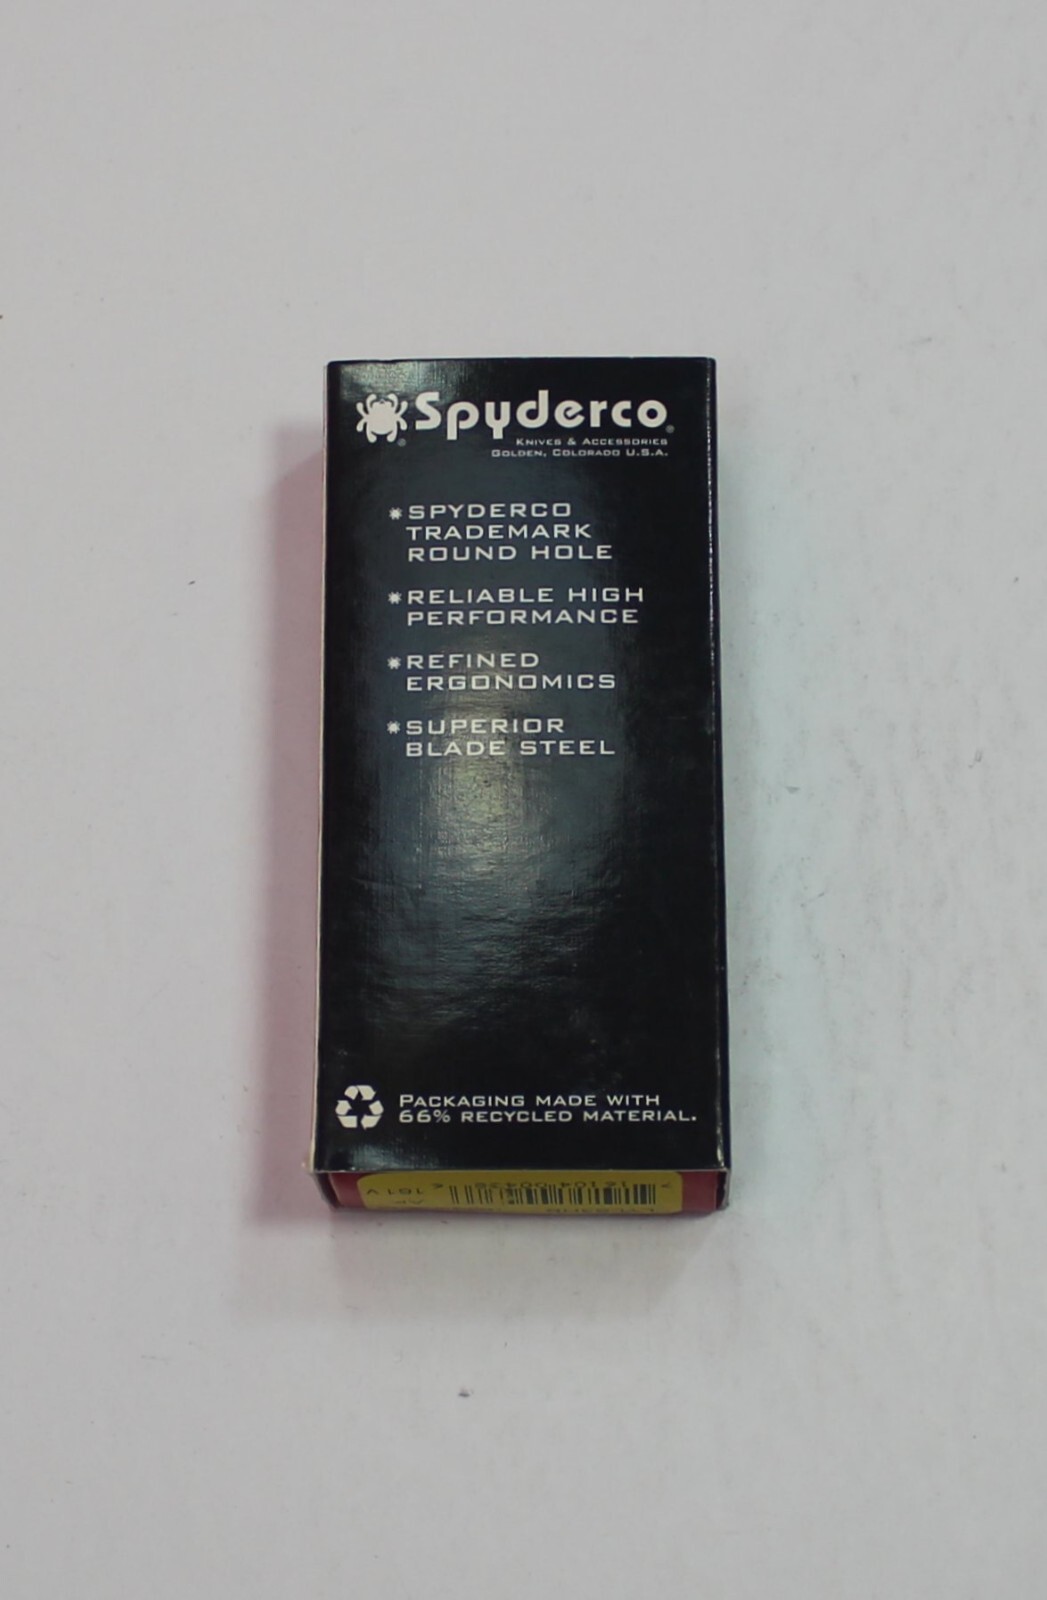 Spyderco®
KNIVES & ACCESSORIES
GOLDEN, COLORADO U.S.A.
SPYDERCO
TRADEMARK
ROUND HOLE
RELIABLE HIGH
PERFORMANCE
REFINED
ERGONOMICS
SUPERIOR
BLADE STEEL
PACKAGING MADE WITH
66% RECYCLED MATERIAL.